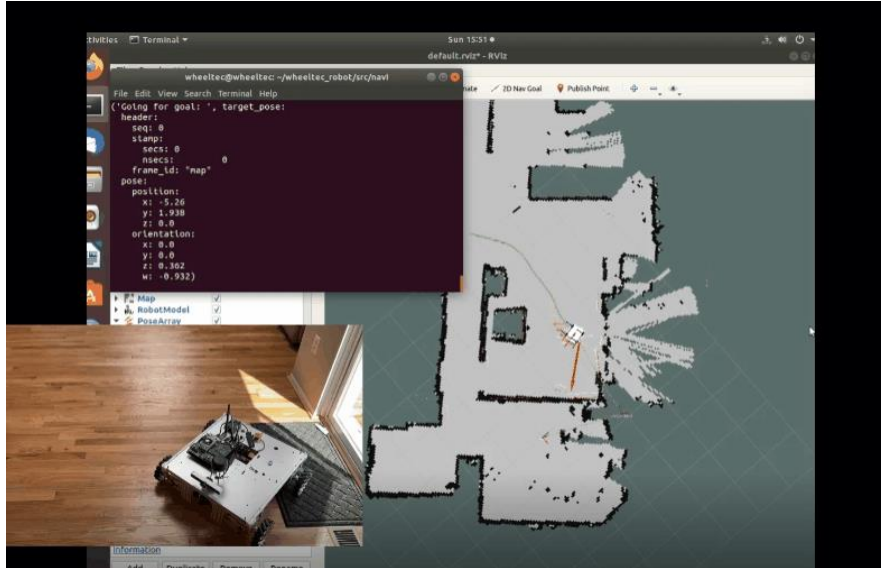 Terminal
Sun 15:51
default.rviz* - RViz
wheeltec@wheeltec: ~/wheeltec_robot/src/navi
2D Nav Goal
Publish Point
File Edit View Search Terminal Help
('Going for goal: ', target_pose:
header:
seq: 0
stamp:
secs: 0
nsecs: 0
frame_id: "map"
pose:
position:
x: -5.26
y: 1.938
z: 0.0
orientation:
x: 0.0
y: 0.0
z: 0.362
w: -0.932)
Map
RobotModel
PoseArray
Information